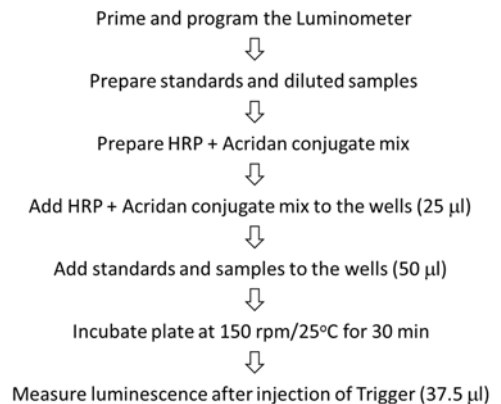 Prime and program the Luminometer
Prepare standards and diluted samples
Prepare HRP + Acridan conjugate mix
Add HRP + Acridan conjugate mix to the wells (25 µl)
Add standards and samples to the wells (50 µl)
Incubate plate at 150 rpm/25°C for 30 min
Measure luminescence after injection of Trigger (37.5 µl)